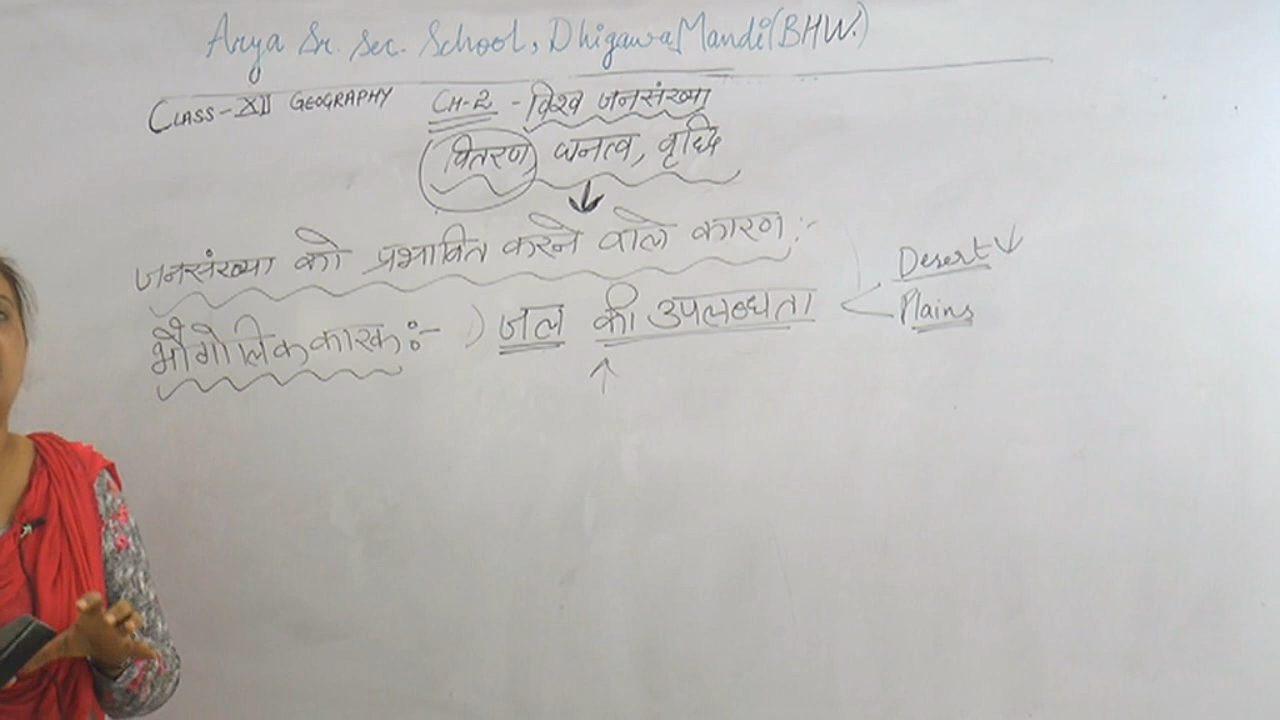 Arya Sr. Sec. School, Dhigawa Mandi (BHW.)
CLASS-XII GEOGRAPHY CH-2 - विश्व जनसंख्या
वितरण घनत्व, वृद्धि
जनसंख्या को प्रभावित करने वाले कारण :-
भौगोलिक कारक :- ) जल की उपलब्धता
Desert
Plains